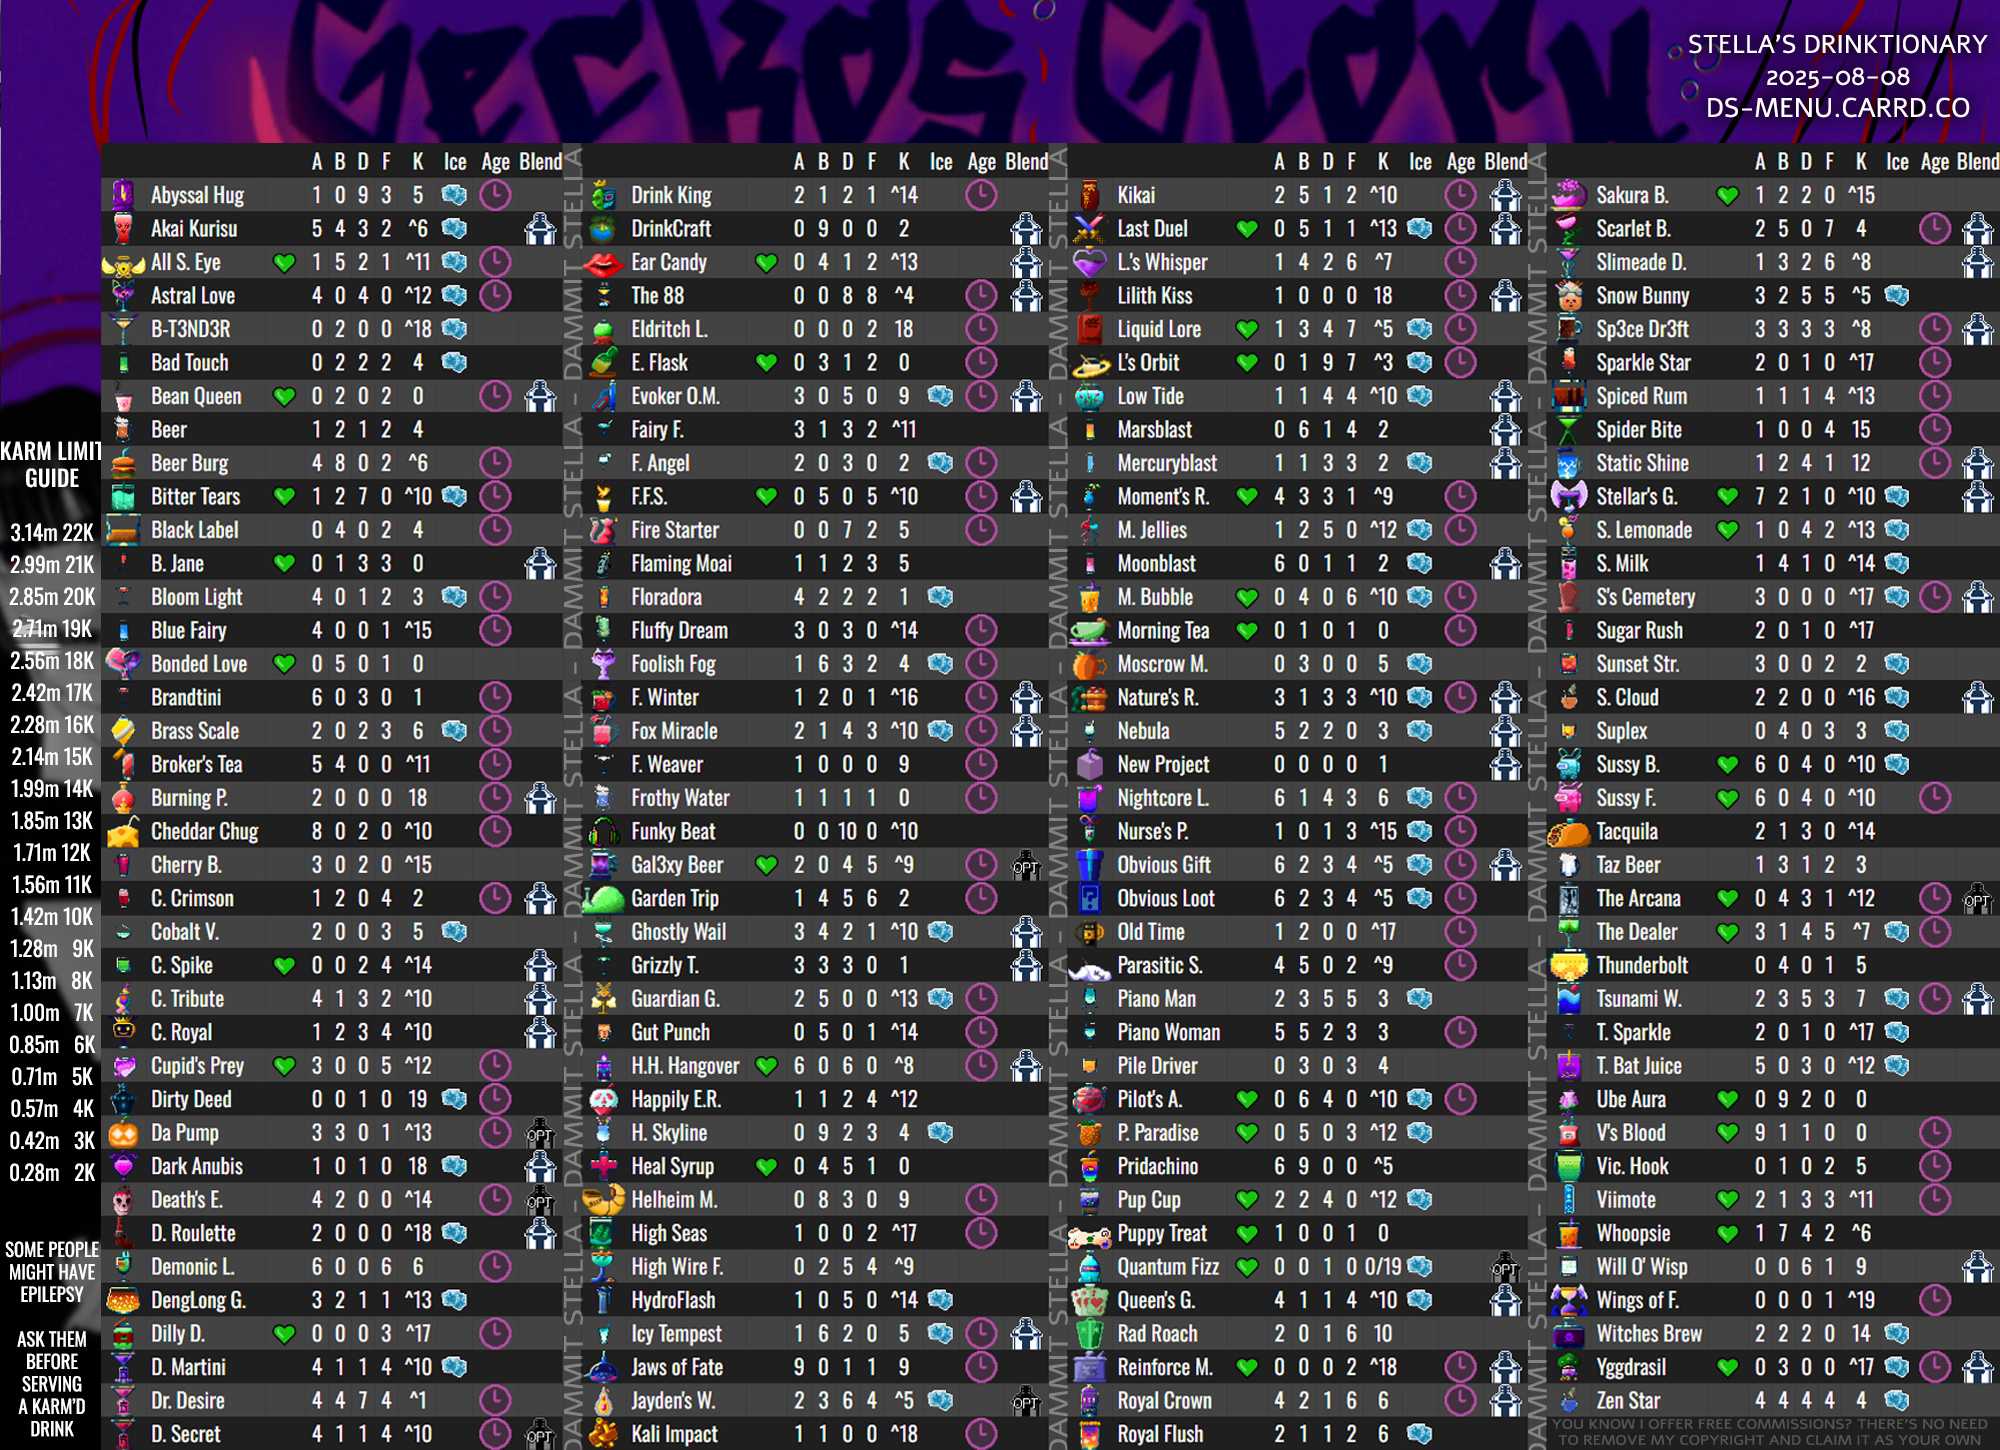 GECKOS GLORY
STELLA'S DRINKTIONARY
2025-08-08
DS-MENU.CARRD.CO
KARM LIMIT
GUIDE
3.14m 22K
2.99m 21K
2.85m 20K
2.71m 19K
2.56m 18K
2.42m 17K
2.28m 16K
2.14m 15K
1.99m 14K
1.85m 13K
1.71m 12K
1.56m 11K
1.42m 10K
1.28m 9K
1.13m 8K
1.00m 7K
0.85m 6K
0.71m 5K
0.57m 4K
0.42m 3K
0.28m 2K
SOME PEOPLE
MIGHT HAVE
EPILEPSY
ASK THEM
BEFORE
SERVING
A KARM'D
DRINK
A B D F K Ice Age Blend
Abyssal Hug 1 0 9 3 5
Akai Kurisu 5 4 3 2 ^6
All S. Eye 1 5 2 1 ^11
Astral Love 4 0 4 0 ^12
B-T3ND3R 0 2 0 0 ^18
Bad Touch 0 2 2 2 4
Bean Queen 0 2 0 2 0
Beer 1 2 1 2 4
Beer Burg 4 8 0 2 ^6
Bitter Tears 1 2 7 0 ^10
Black Label 0 4 0 2 4
B. Jane 0 1 3 3 0
Bloom Light 4 0 1 2 3
Blue Fairy 4 0 0 1 ^15
Bonded Love 0 5 0 1 0
Brandtini 6 0 3 0 1
Brass Scale 2 0 2 3 6
Broker's Tea 5 4 0 0 ^11
Burning P. 2 0 0 0 18
Cheddar Chug 8 0 2 0 ^10
Cherry B. 3 0 2 0 ^15
C. Crimson 1 2 0 4 2
Cobalt V. 2 0 0 3 5
C. Spike 0 0 2 4 ^14
C. Tribute 4 1 3 2 ^10
C. Royal 1 2 3 4 ^10
Cupid's Prey 3 0 0 5 ^12
Dirty Deed 0 0 1 0 19
Da Pump 3 3 0 1 ^13 OPT
Dark Anubis 1 0 1 0 18
Death's E. 4 2 0 0 ^14 OPT
D. Roulette 2 0 0 0 ^18
Demonic L. 6 0 0 6 6
DengLong G. 3 2 1 1 ^13
Dilly D. 0 0 0 3 ^17
D. Martini 4 1 1 4 ^10
Dr. Desire 4 4 7 4 ^1
D. Secret 4 1 1 4 ^10 OPT
DAMMIT STELLA - DAMMIT STELLA - DAMMIT STELLA - DAMMIT STELLA - DAMMIT STELLA
A B D F K Ice Age Blend
Drink King 2 1 2 1 ^14
DrinkCraft 0 9 0 0 2
Ear Candy 0 4 1 2 ^13
The 88 0 0 8 8 ^4
Eldritch L. 0 0 0 2 18
E. Flask 0 3 1 2 0
Evoker O.M. 3 0 5 0 9
Fairy F. 3 1 3 2 ^11
F. Angel 2 0 3 0 2
F.F.S. 0 5 0 5 ^10
Fire Starter 0 0 7 2 5
Flaming Moai 1 1 2 3 5
Floradora 4 2 2 2 1
Fluffy Dream 3 0 3 0 ^14
Foolish Fog 1 6 3 2 4
F. Winter 1 2 0 1 ^16
Fox Miracle 2 1 4 3 ^10
F. Weaver 1 0 0 0 9
Frothy Water 1 1 1 1 0
Funky Beat 0 0 10 0 ^10
Gal3xy Beer 2 0 4 5 ^9 OPT
Garden Trip 1 4 5 6 2
Ghostly Wail 3 4 2 1 ^10
Grizzly T. 3 3 3 0 1
Guardian G. 2 5 0 0 ^13
Gut Punch 0 5 0 1 ^14
H.H. Hangover 6 0 6 0 ^8
Happily E.R. 1 1 2 4 ^12
H. Skyline 0 9 2 3 4
Heal Syrup 0 4 5 1 0
Helheim M. 0 8 3 0 9
High Seas 1 0 0 2 ^17
High Wire F. 0 2 5 4 ^9
HydroFlash 1 0 5 0 ^14
Icy Tempest 1 6 2 0 5
Jaws of Fate 9 0 1 1 9
Jayden's W. 2 3 6 4 ^5 OPT
Kali Impact 1 1 0 0 ^18
DAMMIT STELLA - DAMMIT STELLA - DAMMIT STELLA - DAMMIT STELLA - DAMMIT STELLA
A B D F K Ice Age Blend
Kikai 2 5 1 2 ^10
Last Duel 0 5 1 1 ^13
L.'s Whisper 1 4 2 6 ^7
Lilith Kiss 1 0 0 0 18
Liquid Lore 1 3 4 7 ^5
L's Orbit 0 1 9 7 ^3
Low Tide 1 1 4 4 ^10
Marsblast 0 6 1 4 2
Mercuryblast 1 1 3 3 2
Moment's R. 4 3 3 1 ^9
M. Jellies 1 2 5 0 ^12
Moonblast 6 0 1 1 2
M. Bubble 0 4 0 6 ^10
Morning Tea 0 1 0 1 0
Moscrow M. 0 3 0 0 5
Nature's R. 3 1 3 3 ^10
Nebula 5 2 2 0 3
New Project 0 0 0 0 1
Nightcore L. 6 1 4 3 6
Nurse's P. 1 0 1 3 ^15
Obvious Gift 6 2 3 4 ^5
Obvious Loot 6 2 3 4 ^5
Old Time 1 2 0 0 ^17
Parasitic S. 4 5 0 2 ^9
Piano Man 2 3 5 5 3
Piano Woman 5 5 2 3 3
Pile Driver 0 3 0 3 4
Pilot's A. 0 6 4 0 ^10
P. Paradise 0 5 0 3 ^12
Pridachino 6 9 0 0 ^5
Pup Cup 2 2 4 0 ^12
Puppy Treat 1 0 0 1 0
Quantum Fizz 0 0 1 0 0/19 OPT
Queen's G. 4 1 1 4 ^10
Rad Roach 2 0 1 6 10
Reinforce M. 0 0 0 2 ^18
Royal Crown 4 2 1 6 6
Royal Flush 2 1 1 2 6
DAMMIT STELLA - DAMMIT STELLA - DAMMIT STELLA - DAMMIT STELLA - DAMMIT STELLA
A B D F K Ice Age Blend
Sakura B. 1 2 2 0 ^15
Scarlet B. 2 5 0 7 4
Slimeade D. 1 3 2 6 ^8
Snow Bunny 3 2 5 5 ^5
Sp3ce Dr3ft 3 3 3 3 ^8
Sparkle Star 2 0 1 0 ^17
Spiced Rum 1 1 1 4 ^13
Spider Bite 1 0 0 4 15
Static Shine 1 2 4 1 12
Stellar's G. 7 2 1 0 ^10
S. Lemonade 1 0 4 2 ^13
S. Milk 1 4 1 0 ^14
S's Cemetery 3 0 0 0 ^17
Sugar Rush 2 0 1 0 ^17
Sunset Str. 3 0 0 2 2
S. Cloud 2 2 0 0 ^16
Suplex 0 4 0 3 3
Sussy B. 6 0 4 0 ^10
Sussy F. 6 0 4 0 ^10
Tacquila 2 1 3 0 ^14
Taz Beer 1 3 1 2 3
The Arcana 0 4 3 1 ^12 OPT
The Dealer 3 1 4 5 ^7
Thunderbolt 0 4 0 1 5
Tsunami W. 2 3 5 3 7
T. Sparkle 2 0 1 0 ^17
T. Bat Juice 5 0 3 0 ^12
Ube Aura 0 9 2 0 0
V's Blood 9 1 1 0 0
Vic. Hook 0 1 0 2 5
Viimote 2 1 3 3 ^11
Whoopsie 1 7 4 2 ^6
Will O' Wisp 0 0 6 1 9
Wings of F. 0 0 0 1 ^19
Witches Brew 2 2 2 0 14
Yggdrasil 0 3 0 0 ^17
Zen Star 4 4 4 4 4
YOU KNOW I OFFER FREE COMMISSIONS? THERE'S NO NEED
TO REMOVE MY COPYRIGHT AND CLAIM IT AS YOUR OWN